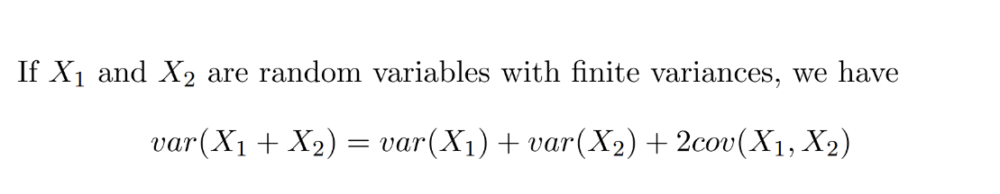 If X₁ and X₂ are random variables with finite variances, we have
var(X₁ + X₂) = var(X₁) + var(X₂) + 2cov(X₁, X₂)